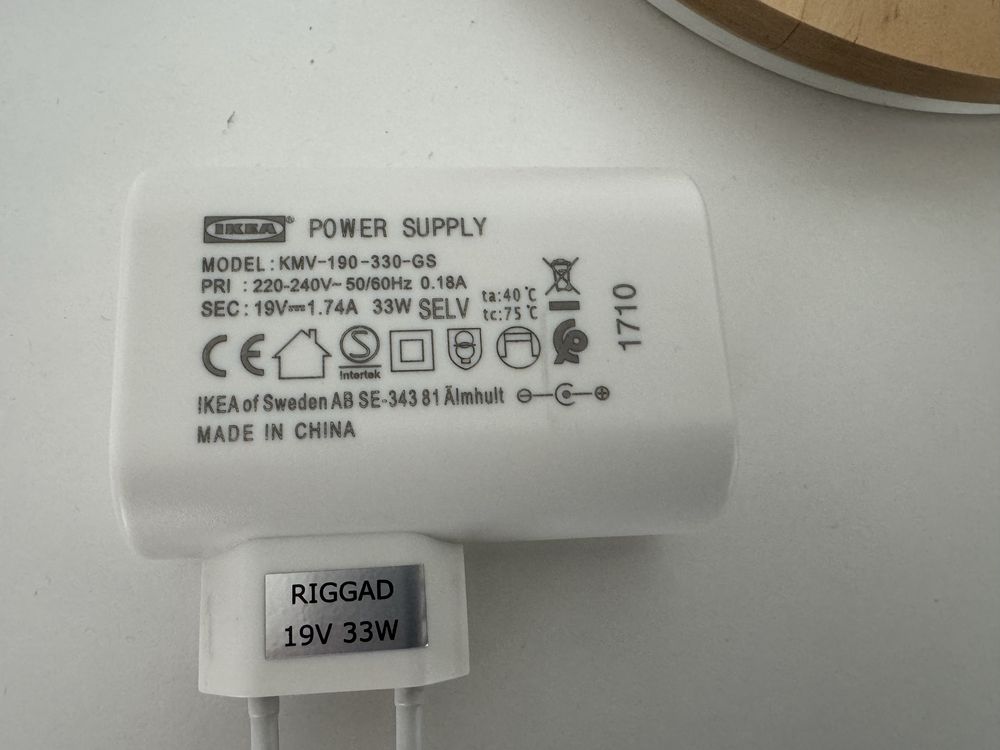 IKEA® POWER SUPPLY
MODEL: KMV-190-330-GS
PRI : 220-240V~ 50/60Hz 0.18A
SEC: 19V⎓1.74A 33W SELV
ta:40℃
tc:75℃
CE
S
Intertek
1710
IKEA of Sweden AB SE-343 81 Älmhult
MADE IN CHINA
RIGGAD
19V 33W